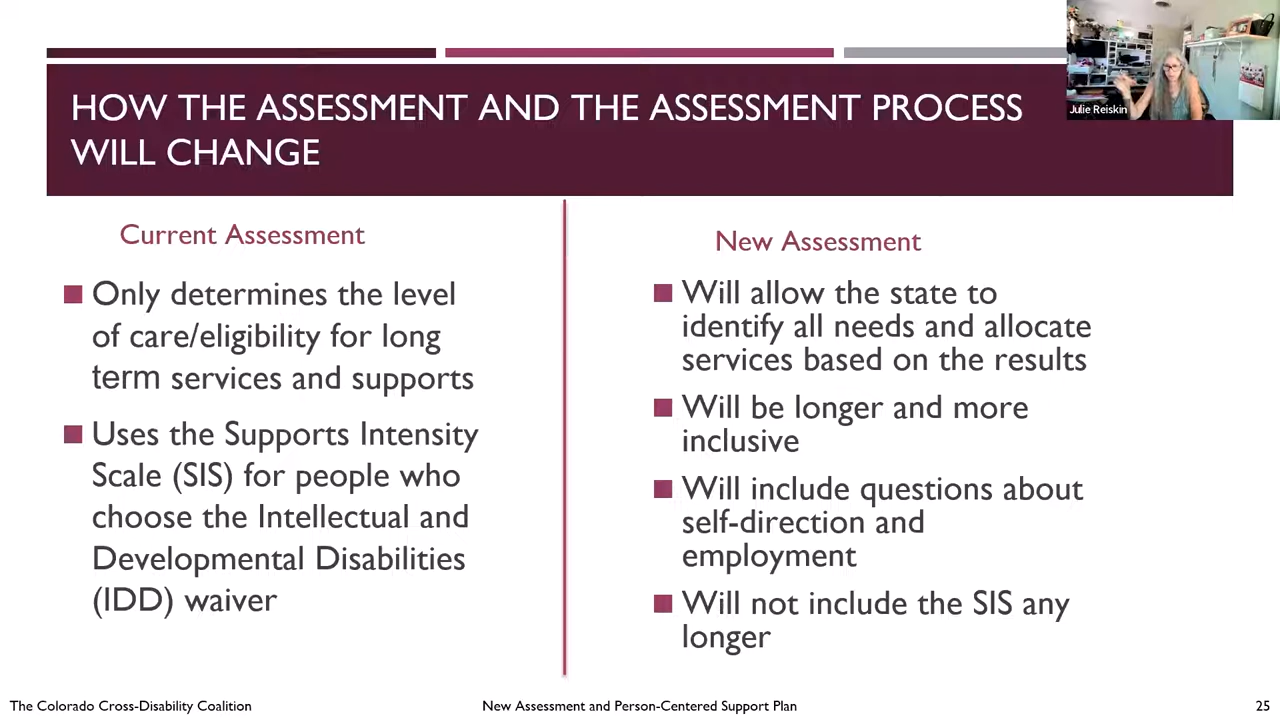 HOW THE ASSESSMENT AND THE ASSESSMENT PROCESS
WILL CHANGE
Julie Reiskin
Current Assessment
Only determines the level
of care/eligibility for long
term services and supports
Uses the Supports Intensity
Scale (SIS) for people who
choose the Intellectual and
Developmental Disabilities
(IDD) waiver
New Assessment
Will allow the state to
identify all needs and allocate
services based on the results
Will be longer and more
inclusive
Will include questions about
self-direction and
employment
Will not include the SIS any
longer
The Colorado Cross-Disability Coalition
New Assessment and Person-Centered Support Plan
25